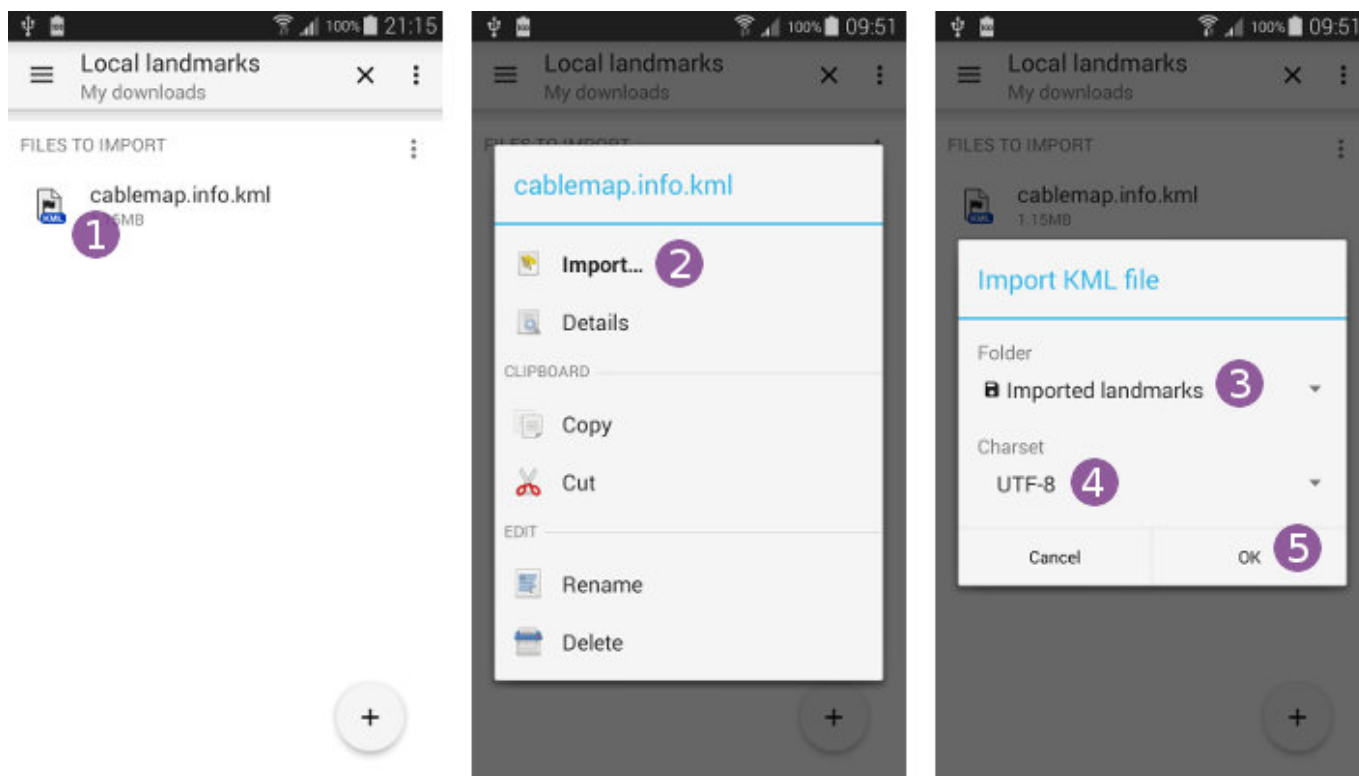 100% 21:15
Local landmarks
My downloads
FILES TO IMPORT
cablemap.info.kml
KML
1
100% 09:51
Local landmarks
My downloads
cablemap.info.kml
Import... 2
Details
CLIPBOARD
Copy
Cut
EDIT
Rename
Delete
+
100% 09:51
Local landmarks
My downloads
FILES TO IMPORT
cablemap.info.kml
1.15MB
Import KML file
Folder
Imported landmarks 3
Charset
UTF-8 4
Cancel OK 5
+